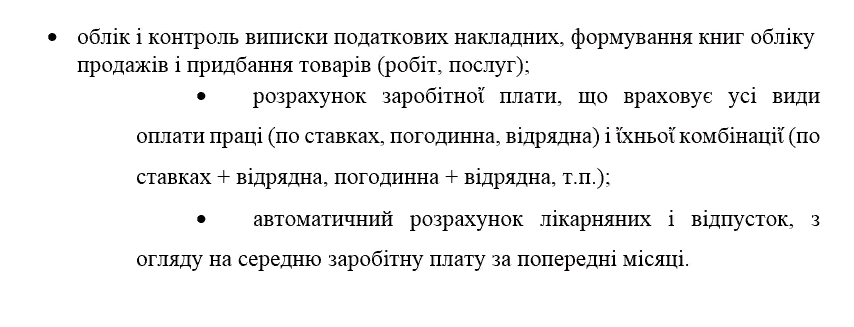 • облік і контроль виписки податкових накладних, формування книг обліку
продажів і придбання товарів (робіт, послуг);
• розрахунок заробітної плати, що враховує усі види
оплати праці (по ставках, погодинна, відрядна) і їхньої комбінації (по
ставках + відрядна, погодинна + відрядна, т.п.);
• автоматичний розрахунок лікарняних і відпусток, з
огляду на середню заробітну плату за попередні місяці.